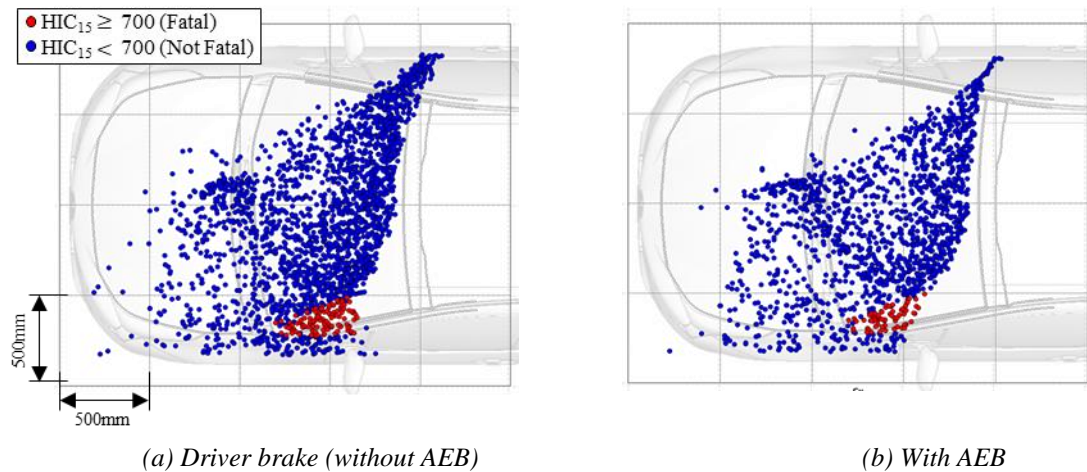 HIC₁₅ ≥ 700 (Fatal)
HIC₁₅ < 700 (Not Fatal)
500mm
500mm
(a) Driver brake (without AEB)
(b) With AEB